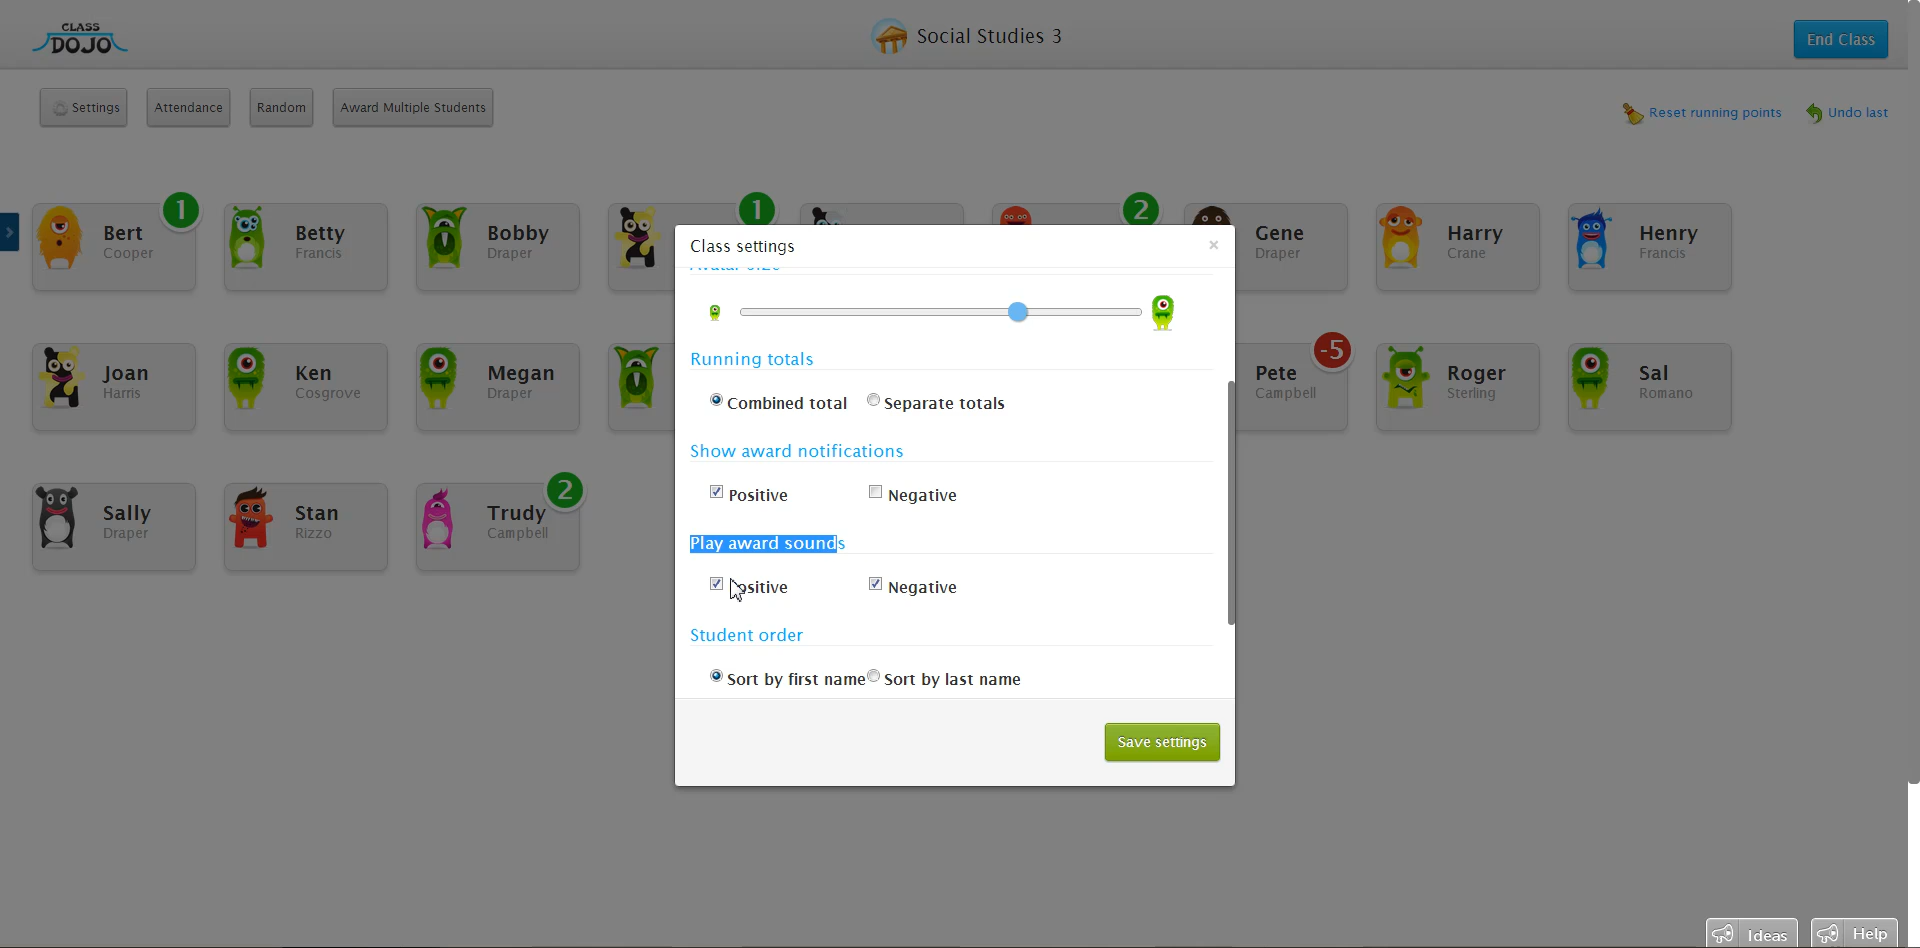 CLASS
DOJO
Social Studies 3
End Class
Settings
Attendance
Random
Award Multiple Students
Reset running points
Undo last
Bert
Cooper
1
Betty
Francis
Bobby
Draper
1
2
Gene
Draper
Harry
Crane
Henry
Francis
Class settings
×
Avatar size
Running totals
Combined total
Separate totals
Show award notifications
Positive
Negative
Play award sounds
Positive
Negative
Student order
Sort by first name
Sort by last name
Save settings
Joan
Harris
Ken
Cosgrove
Megan
Draper
Pete
Campbell
-5
Roger
Sterling
Sal
Romano
Sally
Draper
Stan
Rizzo
Trudy
Campbell
2
Ideas
Help